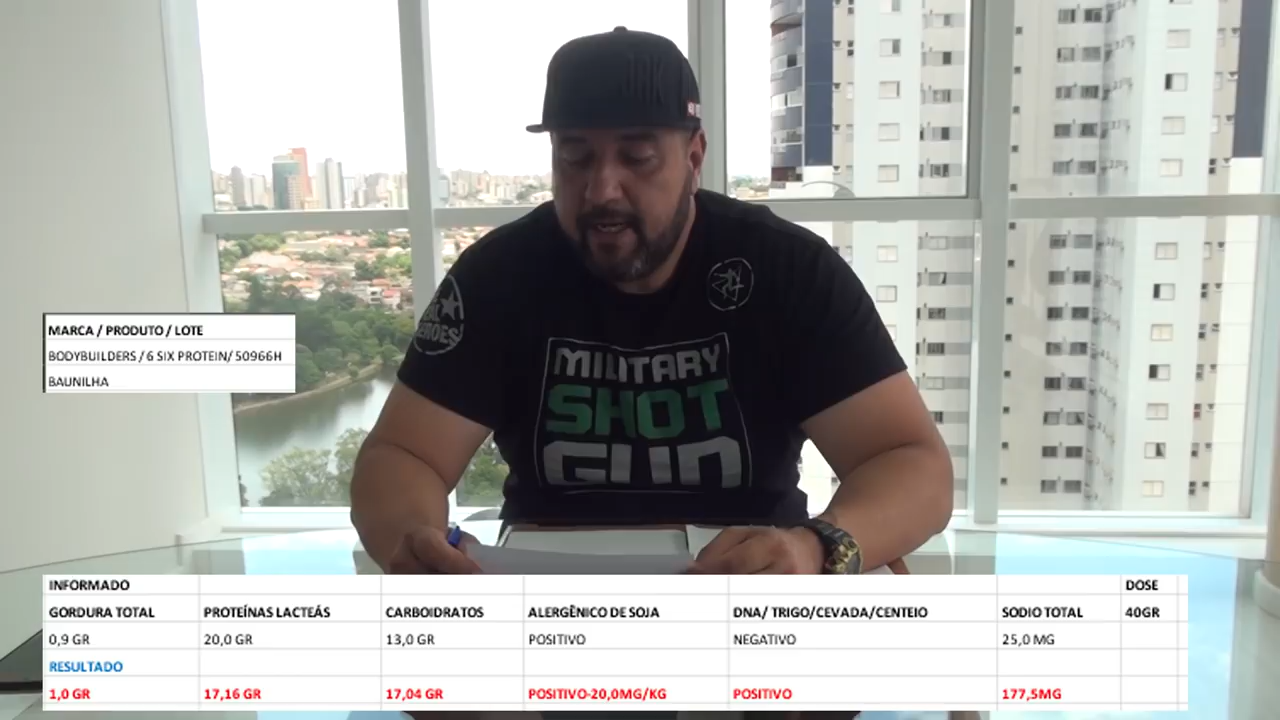 MARCA / PRODUTO / LOTE
BODYBUILDERS / 6 SIX PROTEIN/ 50966H
BAUNILHA
MILITARY
SHOT
GUN
INFORMADO DOSE
GORDURA TOTAL PROTEÍNAS LACTEÁS CARBOIDRATOS ALERGÊNICO DE SOJA DNA/ TRIGO/CEVADA/CENTEIO SODIO TOTAL 40GR
0,9 GR 20,0 GR 13,0 GR POSITIVO NEGATIVO 25,0 MG
RESULTADO
1,0 GR 17,16 GR 17,04 GR POSITIVO-20,0MG/KG POSITIVO 177,5MG